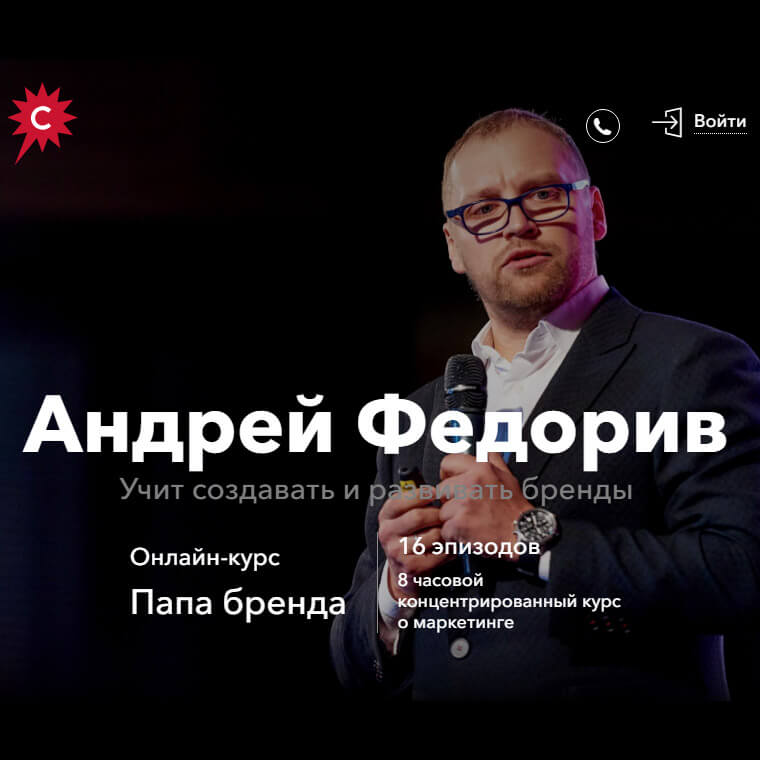 С
Войти
Андрей Федорив
Учит создавать и развивать бренды
Онлайн-курс
Папа бренда
16 эпизодов
8 часовой
концентрированный курс
о маркетинге